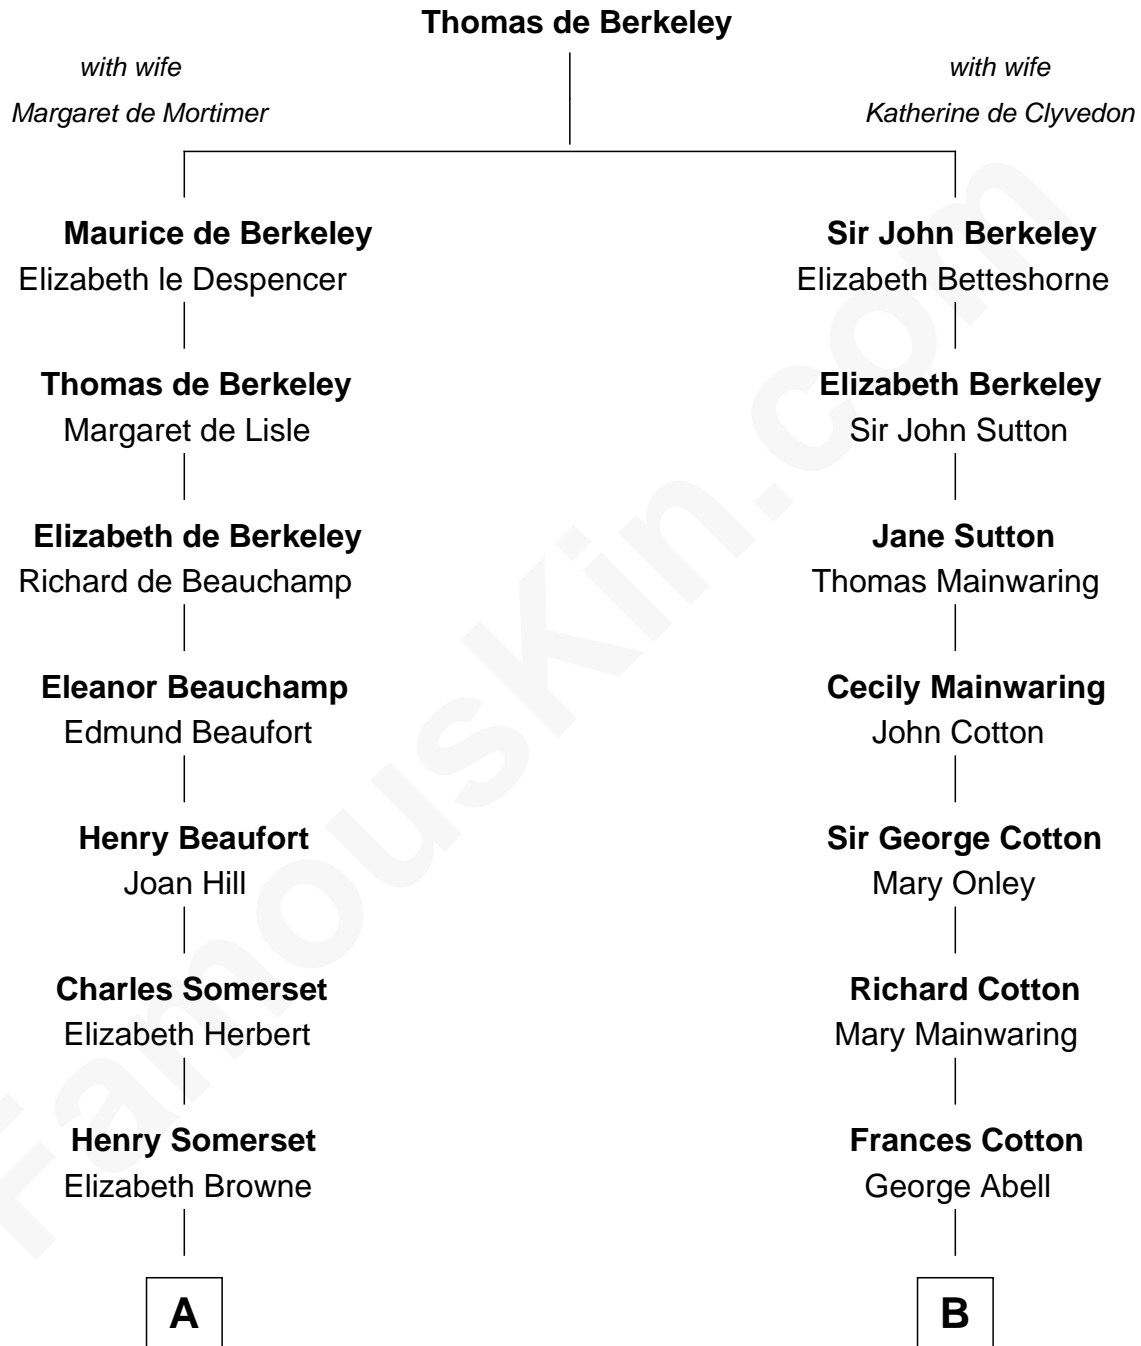 Thomas de Berkeley
with wife
Margaret de Mortimer
with wife
Katherine de Clyvedon
Maurice de Berkeley
Elizabeth le Despencer
Sir John Berkeley
Elizabeth Betteshorne
Thomas de Berkeley
Margaret de Lisle
Elizabeth Berkeley
Sir John Sutton
Elizabeth de Berkeley
Richard de Beauchamp
Jane Sutton
Thomas Mainwaring
Eleanor Beauchamp
Edmund Beaufort
Cecily Mainwaring
John Cotton
Henry Beaufort
Joan Hill
Sir George Cotton
Mary Onley
Charles Somerset
Elizabeth Herbert
Richard Cotton
Mary Mainwaring
Henry Somerset
Elizabeth Browne
Frances Cotton
George Abell
A
B
FamousKin.com